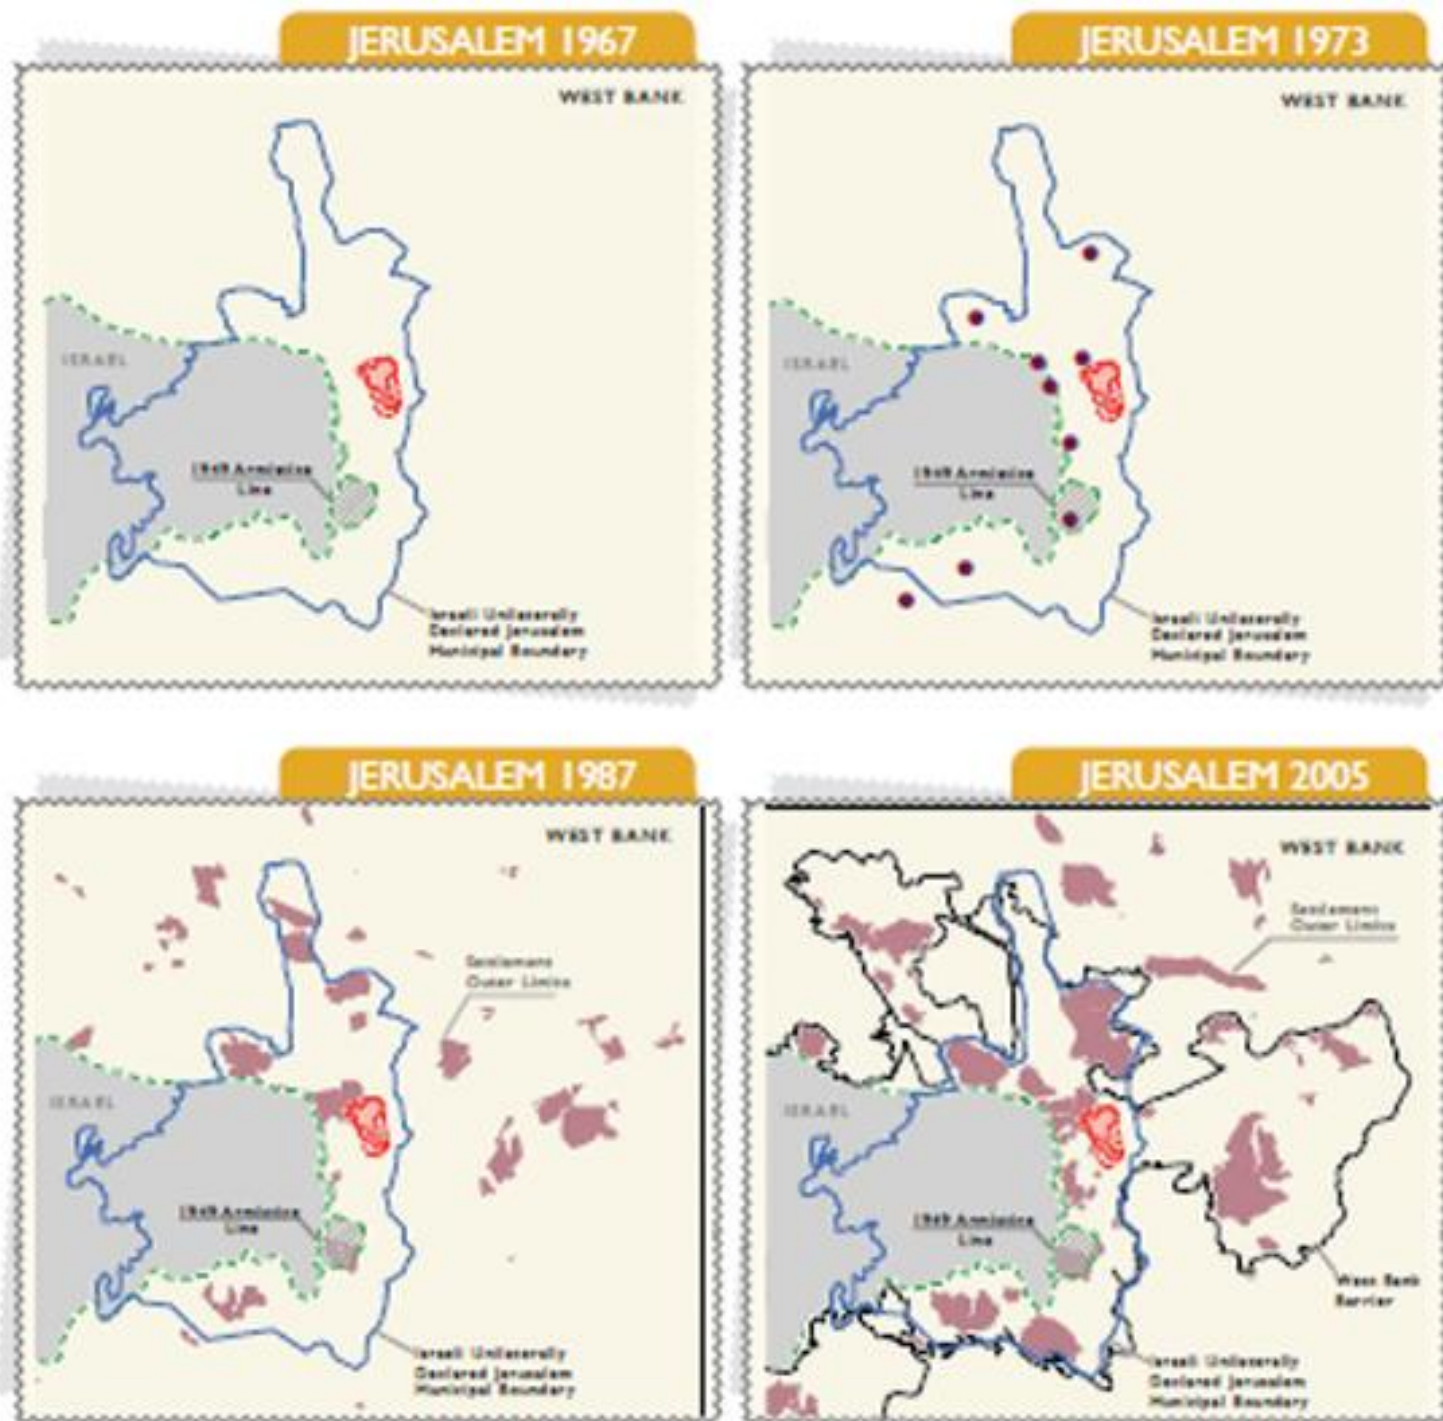 JERUSALEM 1967
WEST BANK
ISRAEL
1949 Armistice
Line
Israeli Unilaterally
Declared Jerusalem
Municipal Boundary
JERUSALEM 1973
WEST BANK
ISRAEL
1949 Armistice
Line
Israeli Unilaterally
Declared Jerusalem
Municipal Boundary
JERUSALEM 1987
WEST BANK
Settlement
Outer Limits
ISRAEL
1949 Armistice
Line
Israeli Unilaterally
Declared Jerusalem
Municipal Boundary
JERUSALEM 2005
WEST BANK
Settlement
Outer Limits
ISRAEL
1949 Armistice
Line
West Bank
Barrier
Israeli Unilaterally
Declared Jerusalem
Municipal Boundary